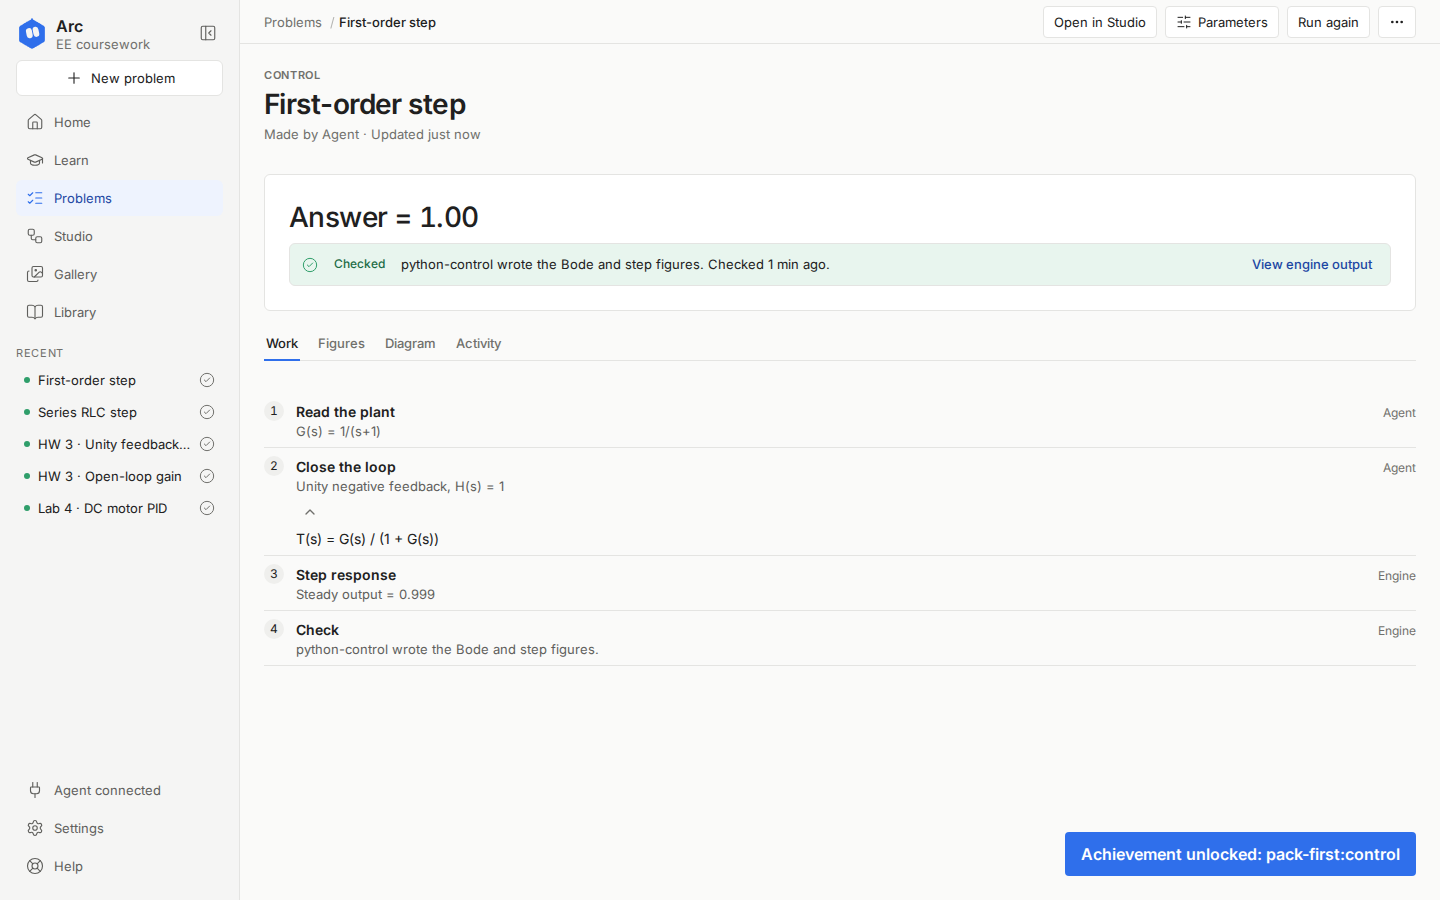 Arc
EE coursework
New problem
Home
Learn
Problems
Studio
Gallery
Library
RECENT
First-order step
Series RLC step
HW 3 · Unity feedback...
HW 3 · Open-loop gain
Lab 4 · DC motor PID
Agent connected
Settings
Help
Problems / First-order step
Open in Studio
Parameters
Run again
CONTROL
First-order step
Made by Agent · Updated just now
Answer = 1.00
Checked python-control wrote the Bode and step figures. Checked 1 min ago. View engine output
Work Figures Diagram Activity
1 Read the plant Agent
G(s) = 1/(s+1)
2 Close the loop Agent
Unity negative feedback, H(s) = 1
T(s) = G(s) / (1 + G(s))
3 Step response Engine
Steady output = 0.999
4 Check Engine
python-control wrote the Bode and step figures.
Achievement unlocked: pack-first:control